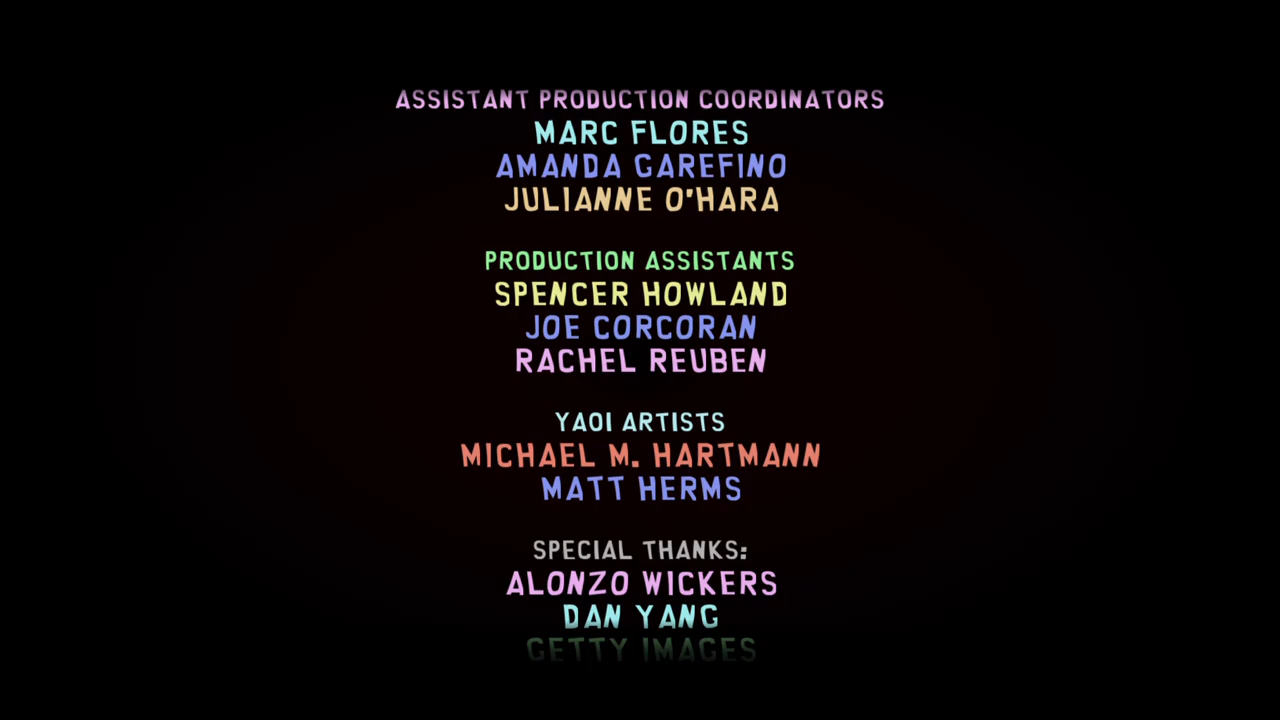 ASSISTANT PRODUCTION COORDINATORS
MARC FLORES
AMANDA GAREFINO
JULIANNE O'HARA
PRODUCTION ASSISTANTS
SPENCER HOWLAND
JOE CORCORAN
RACHEL REUBEN
YAOI ARTISTS
MICHAEL M. HARTMANN
MATT HERMS
SPECIAL THANKS:
ALONZO WICKERS
DAN YANG
GETTY IMAGES